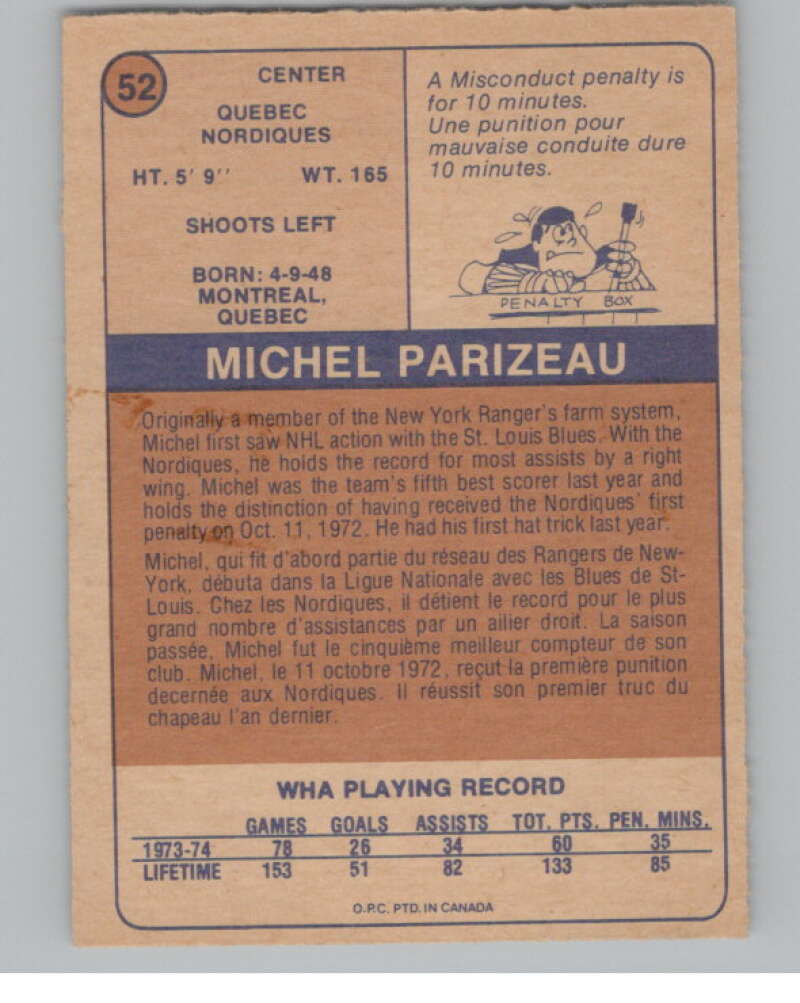 52
CENTER
QUEBEC
NORDIQUES
HT. 5' 9'' WT. 165
SHOOTS LEFT
BORN: 4-9-48
MONTREAL,
QUEBEC
A Misconduct penalty is
for 10 minutes.
Une punition pour
mauvaise conduite dure
10 minutes.
PENALTY BOX
MICHEL PARIZEAU
Originally a member of the New York Ranger's farm system,
Michel first saw NHL action with the St. Louis Blues. With the
Nordiques, he holds the record for most assists by a right
wing. Michel was the team's fifth best scorer last year and
holds the distinction of having received the Nordiques' first
penalty on Oct. 11, 1972. He had his first hat trick last year.
Michel, qui fit d'abord partie du réseau des Rangers de New-
York, débuta dans la Ligue Nationale avec les Blues de St-
Louis. Chez les Nordiques, il détient le record pour le plus
grand nombre d'assistances par un ailier droit. La saison
passée, Michel fut le cinquième meilleur compteur de son
club. Michel, le 11 octobre 1972, reçut la première punition
decernée aux Nordiques. Il réussit son premier truc du
chapeau l'an dernier.
WHA PLAYING RECORD
GAMES GOALS ASSISTS TOT. PTS. PEN. MINS.
1973-74 78 26 34 60 35
LIFETIME 153 51 82 133 85
O.P.C. PTD. IN CANADA